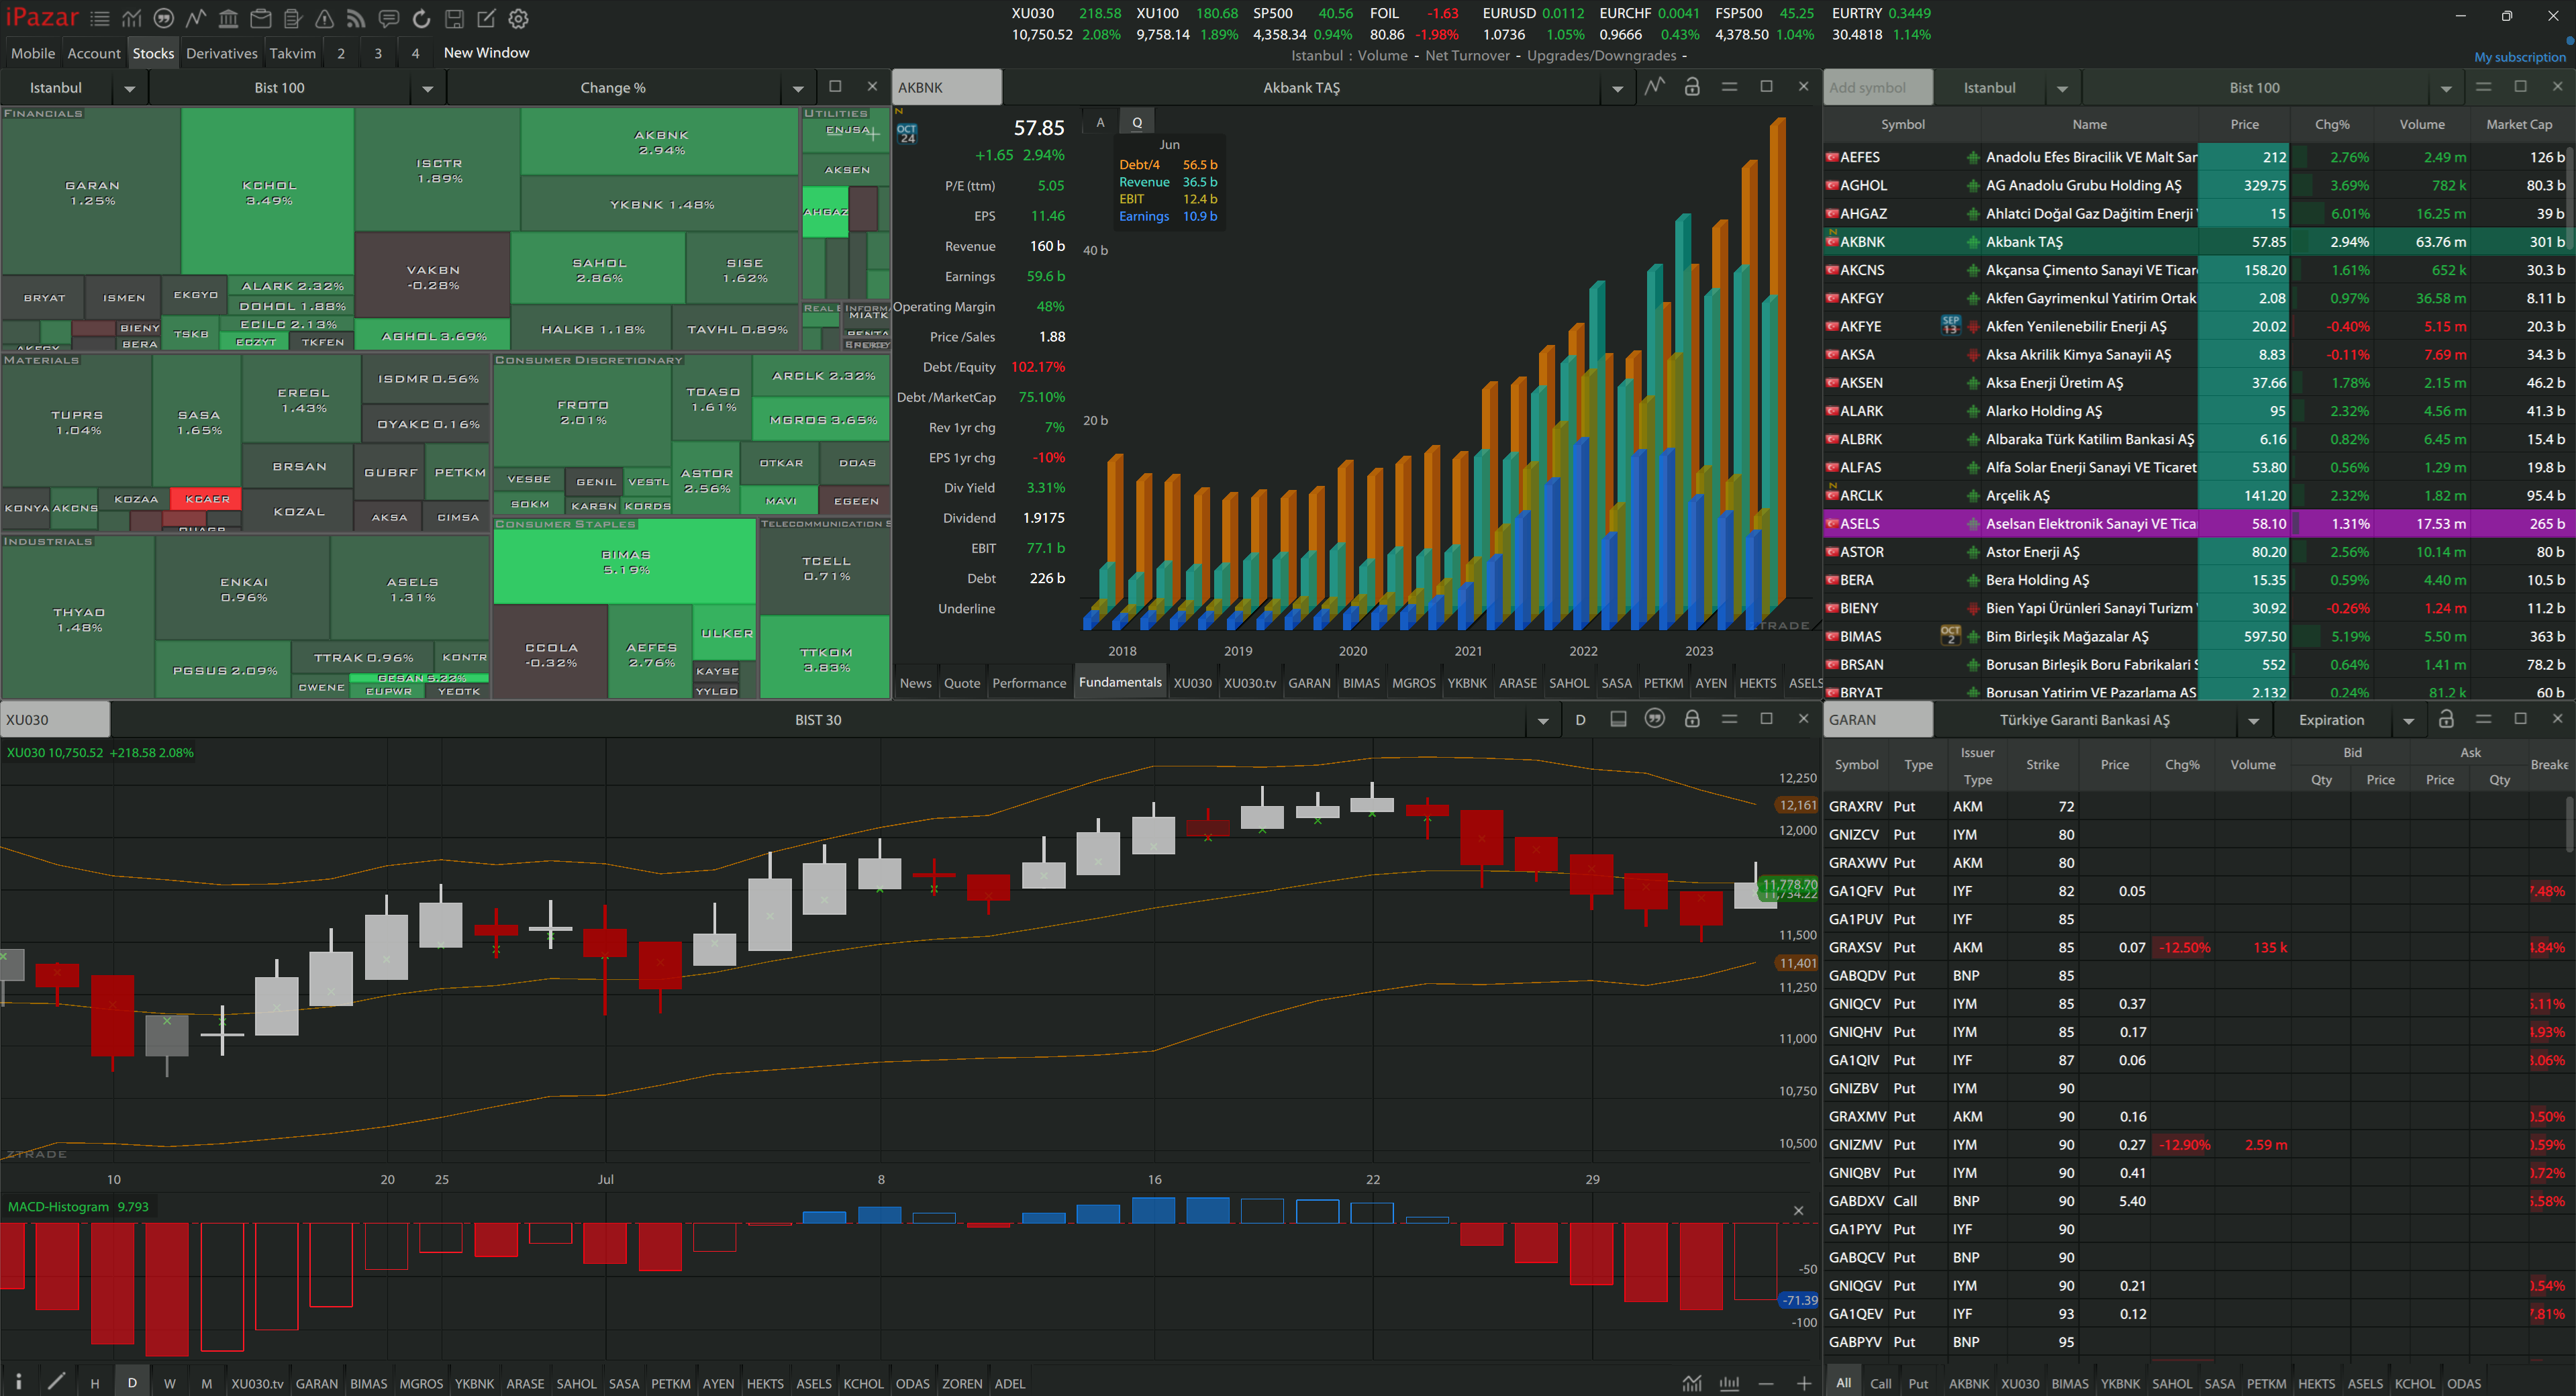 iPazar
XU030 218.58 XU100 180.68 SP500 40.56 FOIL -1.63 EURUSD 0.0112 EURCHF 0.0041 FSP500 45.25 EURTRY 0.3449
10,750.52 2.08% 9,758.14 1.89% 4,358.34 0.94% 80.86 -1.98% 1.0736 1.05% 0.9666 0.43% 4,378.50 1.04% 30.4818 1.14%
Mobile Account Stocks Derivatives Takvim 2 3 4 New Window
Istanbul : Volume - Net Turnover - Upgrades/Downgrades -
My subscription
Istanbul Bist 100 Change %
FINANCIALS
GARAN 1.25%
KCHOL 3.49%
ISCTR 1.89%
AKBNK 2.94%
YKBNK 1.48%
VAKBN -0.28%
SAHOL 2.86%
SISE 1.62%
BRYAT ISMEN EKGYO ALARK 2.32%
DOHOL 1.88%
BIENY ECILC 2.13%
BERA TSKB ECZYT TKFEN
AGHOL 3.69% HALKB 1.18% TAVHL 0.89%
UTILITIES
ENJSA
AKSEN
AHGAZ
REAL E INFORM
MIATK
MATERIALS
TUPRS 1.04%
SASA 1.65%
EREGL 1.43%
ISDMR 0.56%
OYAKC 0.16%
BRSAN GUBRF PETKM
KONYA AKCNS KOZAA KCAER
KOZAL AKSA CIMSA
CONSUMER DISCRETIONARY
FROTO 2.01%
TOASO 1.61%
ARCLK 2.32%
MGROS 3.65%
VESBE GENIL VESTL
SOKM KARSN KORDS
ASTOR 2.56%
OTKAR DOAS
MAVI EGEEN
INDUSTRIALS
THYAO 1.48%
ENKAI 0.96%
ASELS 1.31%
PGSUS 2.09% TTRAK 0.96% KONTR
CWENE GESAN 5.22%
EUPWR YEOTK
CONSUMER STAPLES
BIMAS 5.19%
CCOLA -0.32%
AEFES 2.76%
ULKER
KAYSE
YYLGD
TELECOMMUNICATION S
TCELL 0.71%
TTKOM 3.83%
AKBNK Akbank TAŞ
N
OCT 24
57.85
+1.65 2.94%
P/E (ttm) 5.05
EPS 11.46
Revenue 160 b
Earnings 59.6 b
Operating Margin 48%
Price /Sales 1.88
Debt /Equity 102.17%
Debt /MarketCap 75.10%
Rev 1yr chg 7%
EPS 1yr chg -10%
Div Yield 3.31%
Dividend 1.9175
EBIT 77.1 b
Debt 226 b
Underline
A Q
Jun
Debt/4 56.5 b
Revenue 36.5 b
EBIT 12.4 b
Earnings 10.9 b
40 b
20 b
ZTRADE
2018 2019 2020 2021 2022 2023
News Quote Performance Fundamentals XU030 XU030.tv GARAN BIMAS MGROS YKBNK ARASE SAHOL SASA PETKM AYEN HEKTS ASELS
Add symbol Istanbul Bist 100
Symbol Name Price Chg% Volume Market Cap
AEFES Anadolu Efes Biracilik VE Malt San 212 2.76% 2.49 m 126 b
AGHOL AG Anadolu Grubu Holding AŞ 329.75 3.69% 782 k 80.3 b
AHGAZ Ahlatci Doğal Gaz Dağitim Enerji 15 6.01% 16.25 m 39 b
N AKBNK Akbank TAŞ 57.85 2.94% 63.76 m 301 b
AKCNS Akçansa Çimento Sanayi VE Ticar 158.20 1.61% 652 k 30.3 b
AKFGY Akfen Gayrimenkul Yatirim Ortak 2.08 0.97% 36.58 m 8.11 b
AKFYE SEP 13 Akfen Yenilenebilir Enerji AŞ 20.02 -0.40% 5.15 m 20.3 b
AKSA Aksa Akrilik Kimya Sanayii AŞ 8.83 -0.11% 7.69 m 34.3 b
AKSEN Aksa Enerji Üretim AŞ 37.66 1.78% 2.15 m 46.2 b
ALARK Alarko Holding AŞ 95 2.32% 4.56 m 41.3 b
ALBRK Albaraka Türk Katilim Bankasi AŞ 6.16 0.82% 6.45 m 15.4 b
ALFAS Alfa Solar Enerji Sanayi VE Ticaret 53.80 0.56% 1.29 m 19.8 b
N ARCLK Arçelik AŞ 141.20 2.32% 1.82 m 95.4 b
ASELS Aselsan Elektronik Sanayi VE Tica 58.10 1.31% 17.53 m 265 b
ASTOR Astor Enerji AŞ 80.20 2.56% 10.14 m 80 b
BERA Bera Holding AŞ 15.35 0.59% 4.40 m 10.5 b
BIENY Bien Yapi Ürünleri Sanayi Turizm 30.92 -0.26% 1.24 m 11.2 b
BIMAS OCT 2 Bim Birleşik Mağazalar AŞ 597.50 5.19% 5.50 m 363 b
BRSAN Borusan Birleşik Boru Fabrikalari S 552 0.64% 1.41 m 78.2 b
BRYAT Borusan Yatirim VE Pazarlama AS 2.132 0.24% 81.2 k 60 b
XU030 BIST 30 D
XU030 10,750.52 +218.58 2.08%
12,250
12,161
12,000
11,778.70
11,734.22
11,500
11,401
11,250
11,000
10,750
10,500
ZTRADE
10 20 25 Jul 8 16 22 29
MACD-Histogram 9.793
-50
-71.39
-100
H D W M XU030.tv GARAN BIMAS MGROS YKBNK ARASE SAHOL SASA PETKM AYEN HEKTS ASELS KCHOL ODAS ZOREN ADEL
GARAN Türkiye Garanti Bankasi AŞ Expiration
Symbol Type Issuer Type Strike Price Chg% Volume Bid Qty Price Ask Price Qty Breake
GRAXRV Put AKM 72
GNIZCV Put IYM 80
GRAXWV Put AKM 80
GA1QFV Put IYF 82 0.05 7.48%
GA1PUV Put IYF 85
GRAXSV Put AKM 85 0.07 -12.50% 135 k 4.84%
GABQDV Put BNP 85
GNIQCV Put IYM 85 0.37 .11%
GNIQHV Put IYM 85 0.17 .93%
GA1QIV Put IYF 87 0.06 .06%
GNIZBV Put IYM 90
GRAXMV Put AKM 90 0.16 .50%
GNIZMV Put IYM 90 0.27 -12.90% 2.59 m .59%
GNIQBV Put IYM 90 0.41 .72%
GABDXV Call BNP 90 5.40 .58%
GA1PYV Put IYF 90
GABQCV Put BNP 90
GNIQGV Put IYM 90 0.21 .54%
GA1QEV Put IYF 93 0.12 7.81%
GABPYV Put BNP 95
All Call Put AKBNK XU030 BIMAS YKBNK SAHOL SASA PETKM HEKTS ASELS KCHOL ODAS